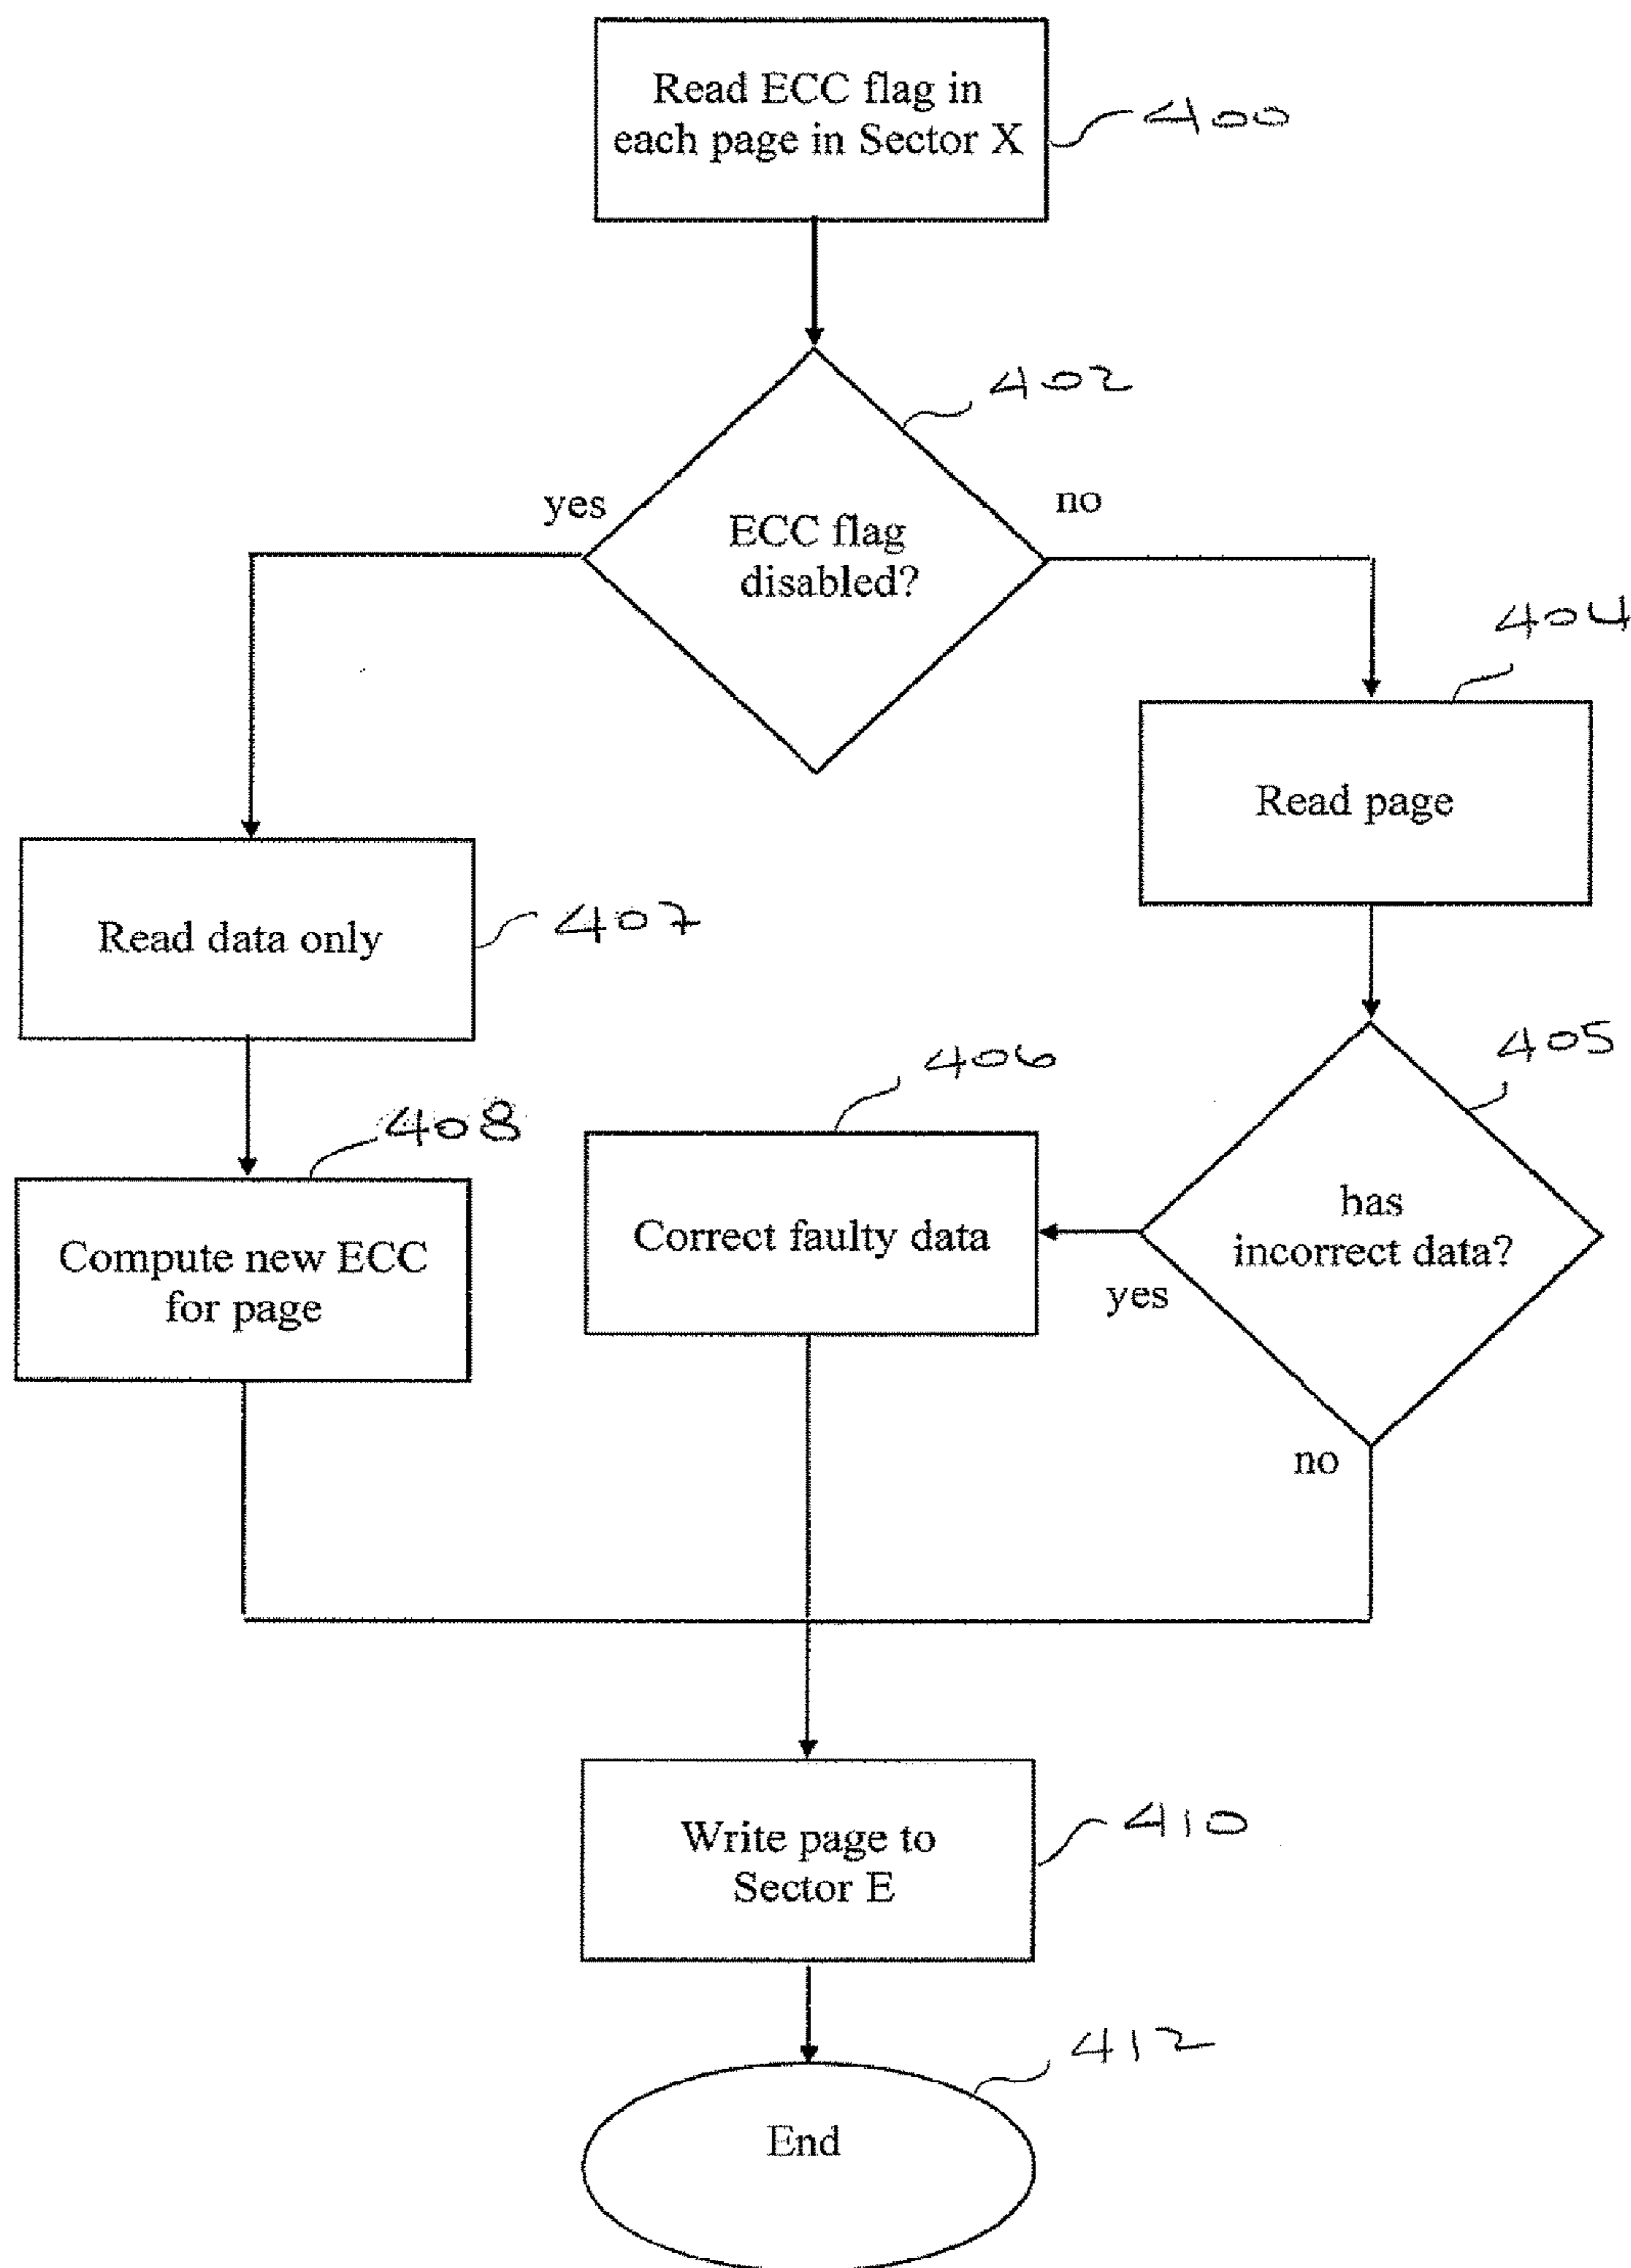 Read ECC flag in
each page in Sector X
400
402
yes
no
ECC flag
disabled?
404
Read page
Read data only
407
405
406
408
has
incorrect data?
Correct faulty data
Compute new ECC
for page
yes
no
Write page to
Sector E
410
412
End